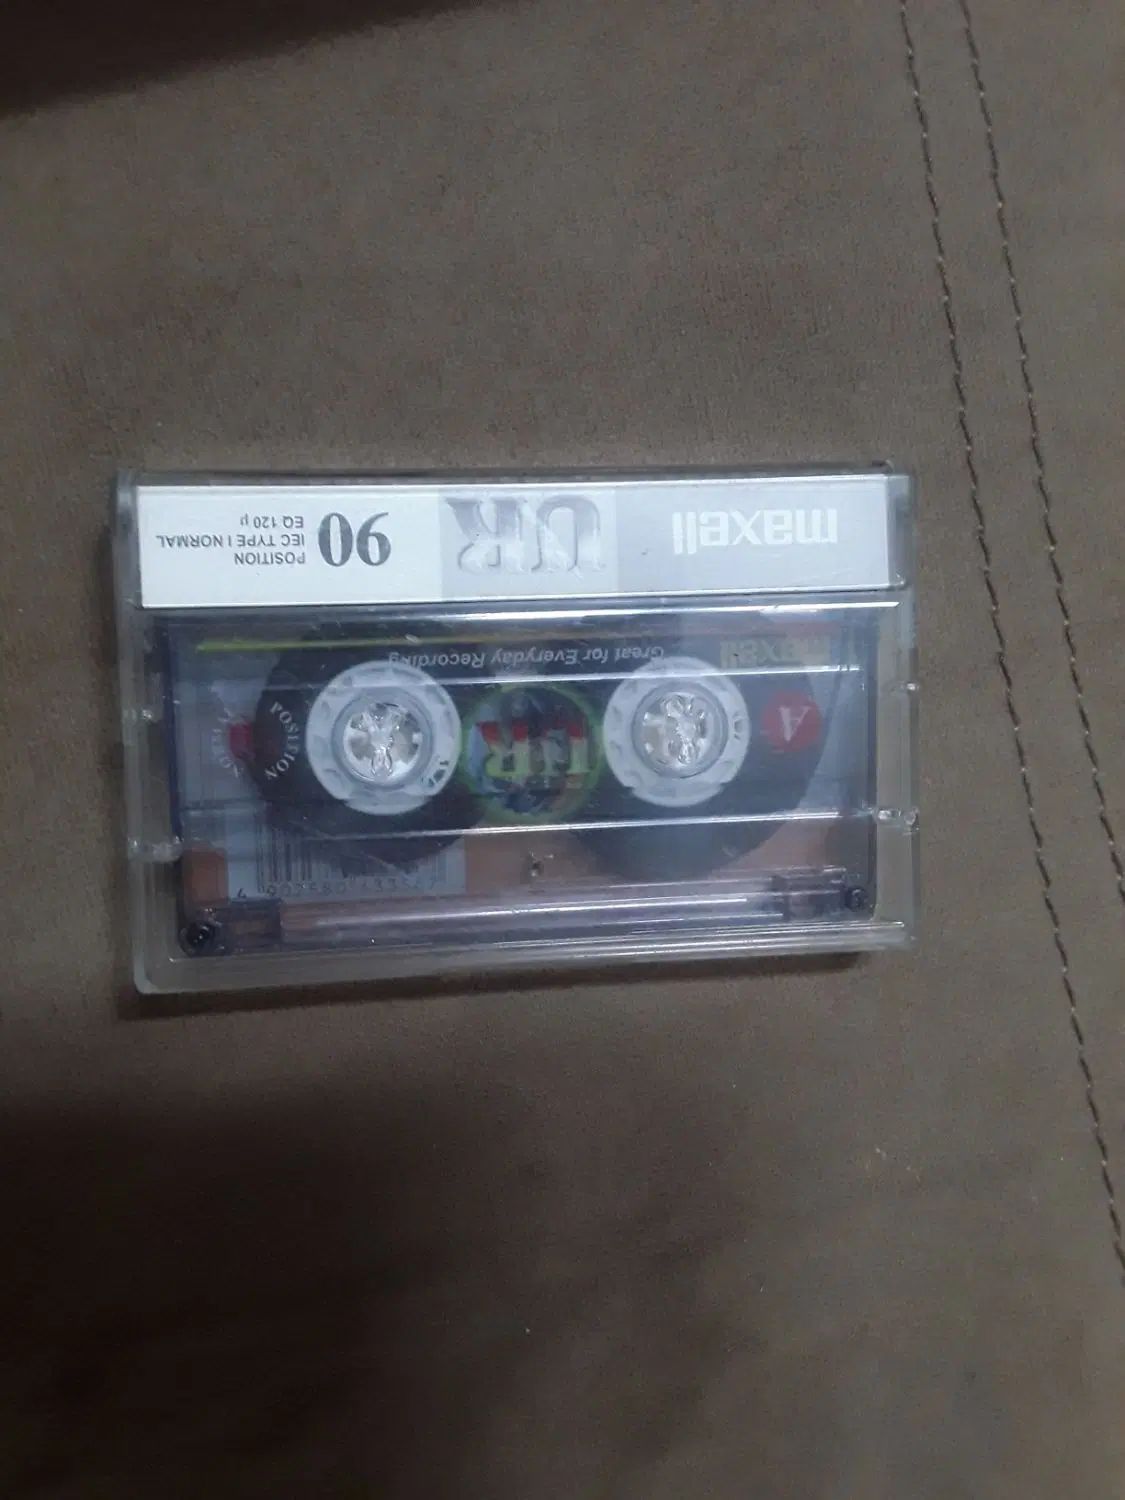 maxell
UR
90
POSITION
IEC TYPE I NORMAL
EQ 120 µ
maxell
Great for Everyday Recording
A
UR
POSITION